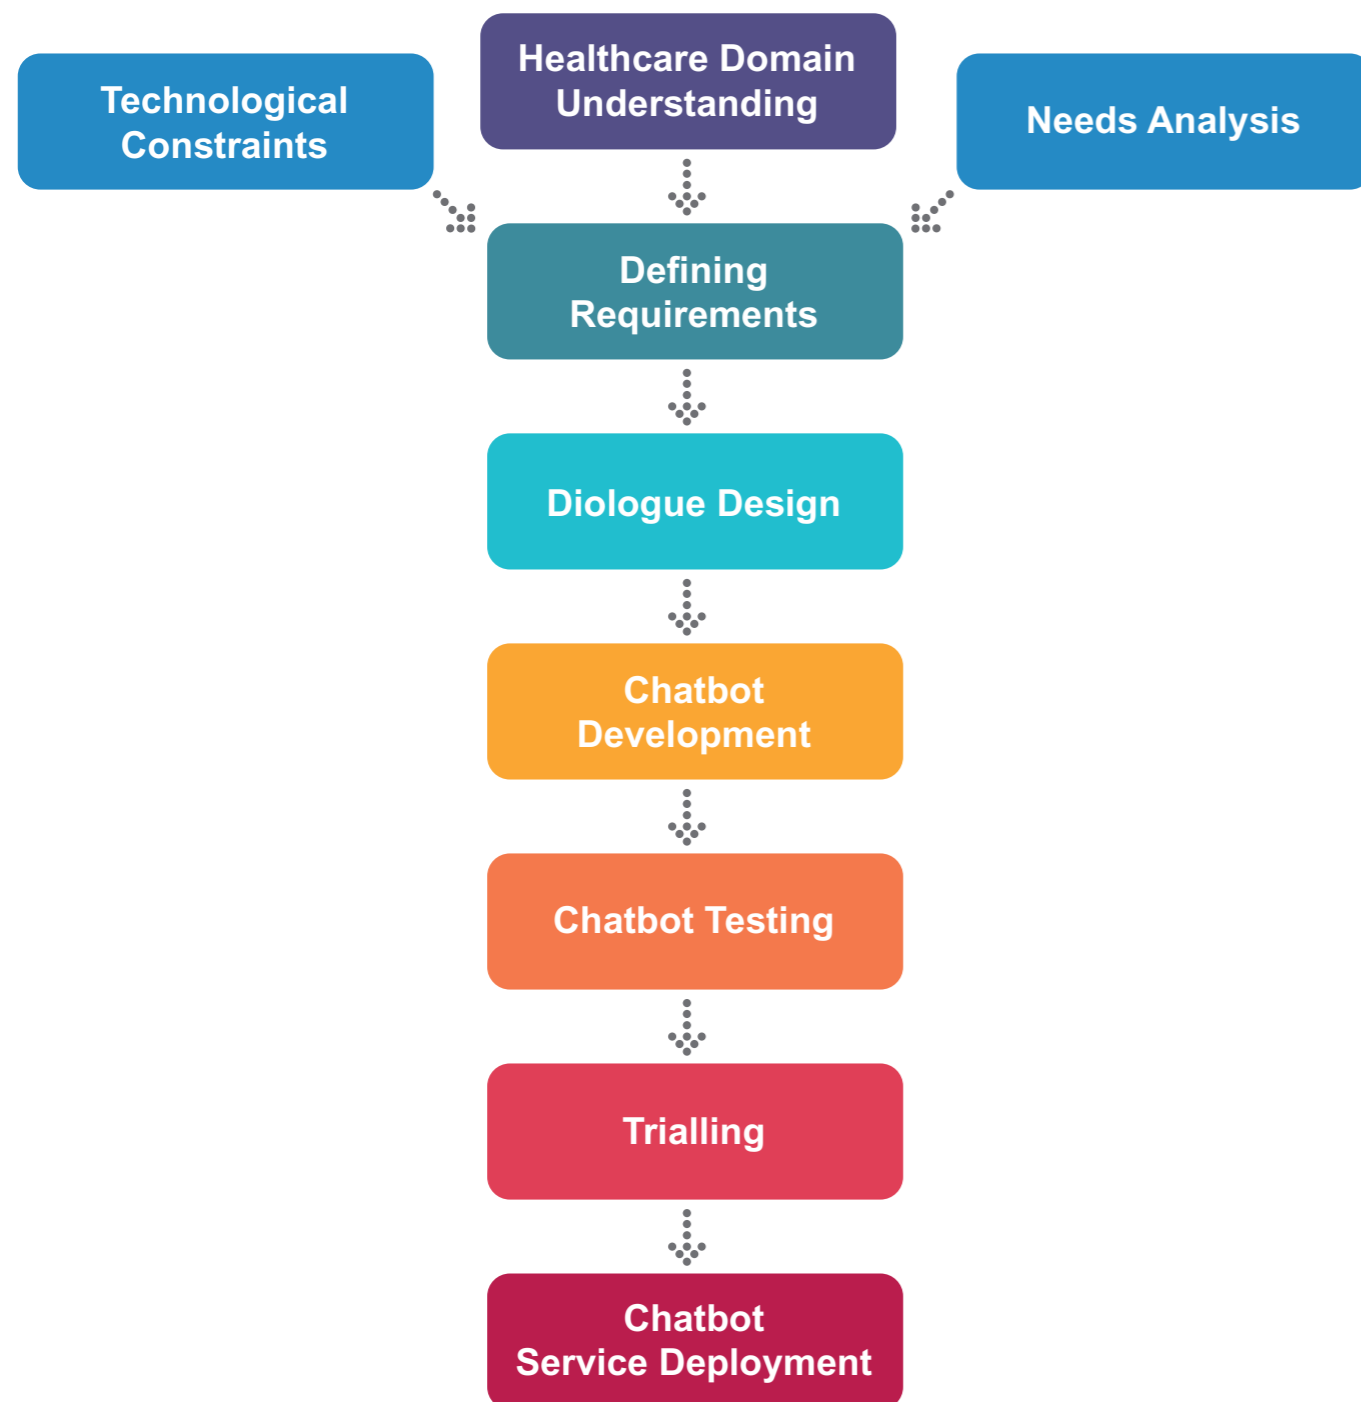 Technological
Constraints
Healthcare Domain
Understanding
Needs Analysis
Defining
Requirements
Diologue Design
Chatbot
Development
Chatbot Testing
Trialling
Chatbot
Service Deployment